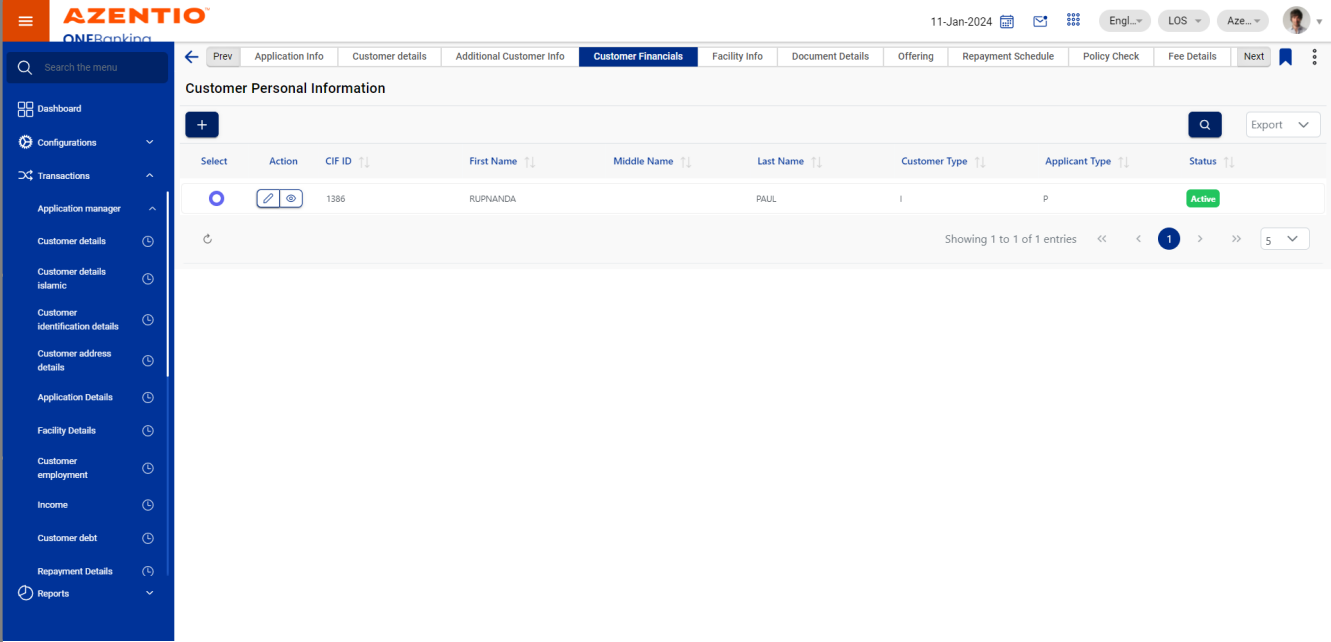 AZENTIO
ONEBanking
11-Jan-2024
Engl...
LOS
Aze...
Search the menu
Dashboard
Configurations
Transactions
Application manager
Customer details
Customer details
islamic
Customer
identification details
Customer address
details
Application Details
Facility Details
Customer
employment
Income
Customer debt
Repayment Details
Reports
Prev
Application Info
Customer details
Additional Customer Info
Customer Financials
Facility Info
Document Details
Offering
Repayment Schedule
Policy Check
Fee Details
Next
Customer Personal Information
+
Export
Select Action CIF ID First Name Middle Name Last Name Customer Type Applicant Type Status
1386 RUPNANDA PAUL I P Active
Showing 1 to 1 of 1 entries << < 1 > >> 5